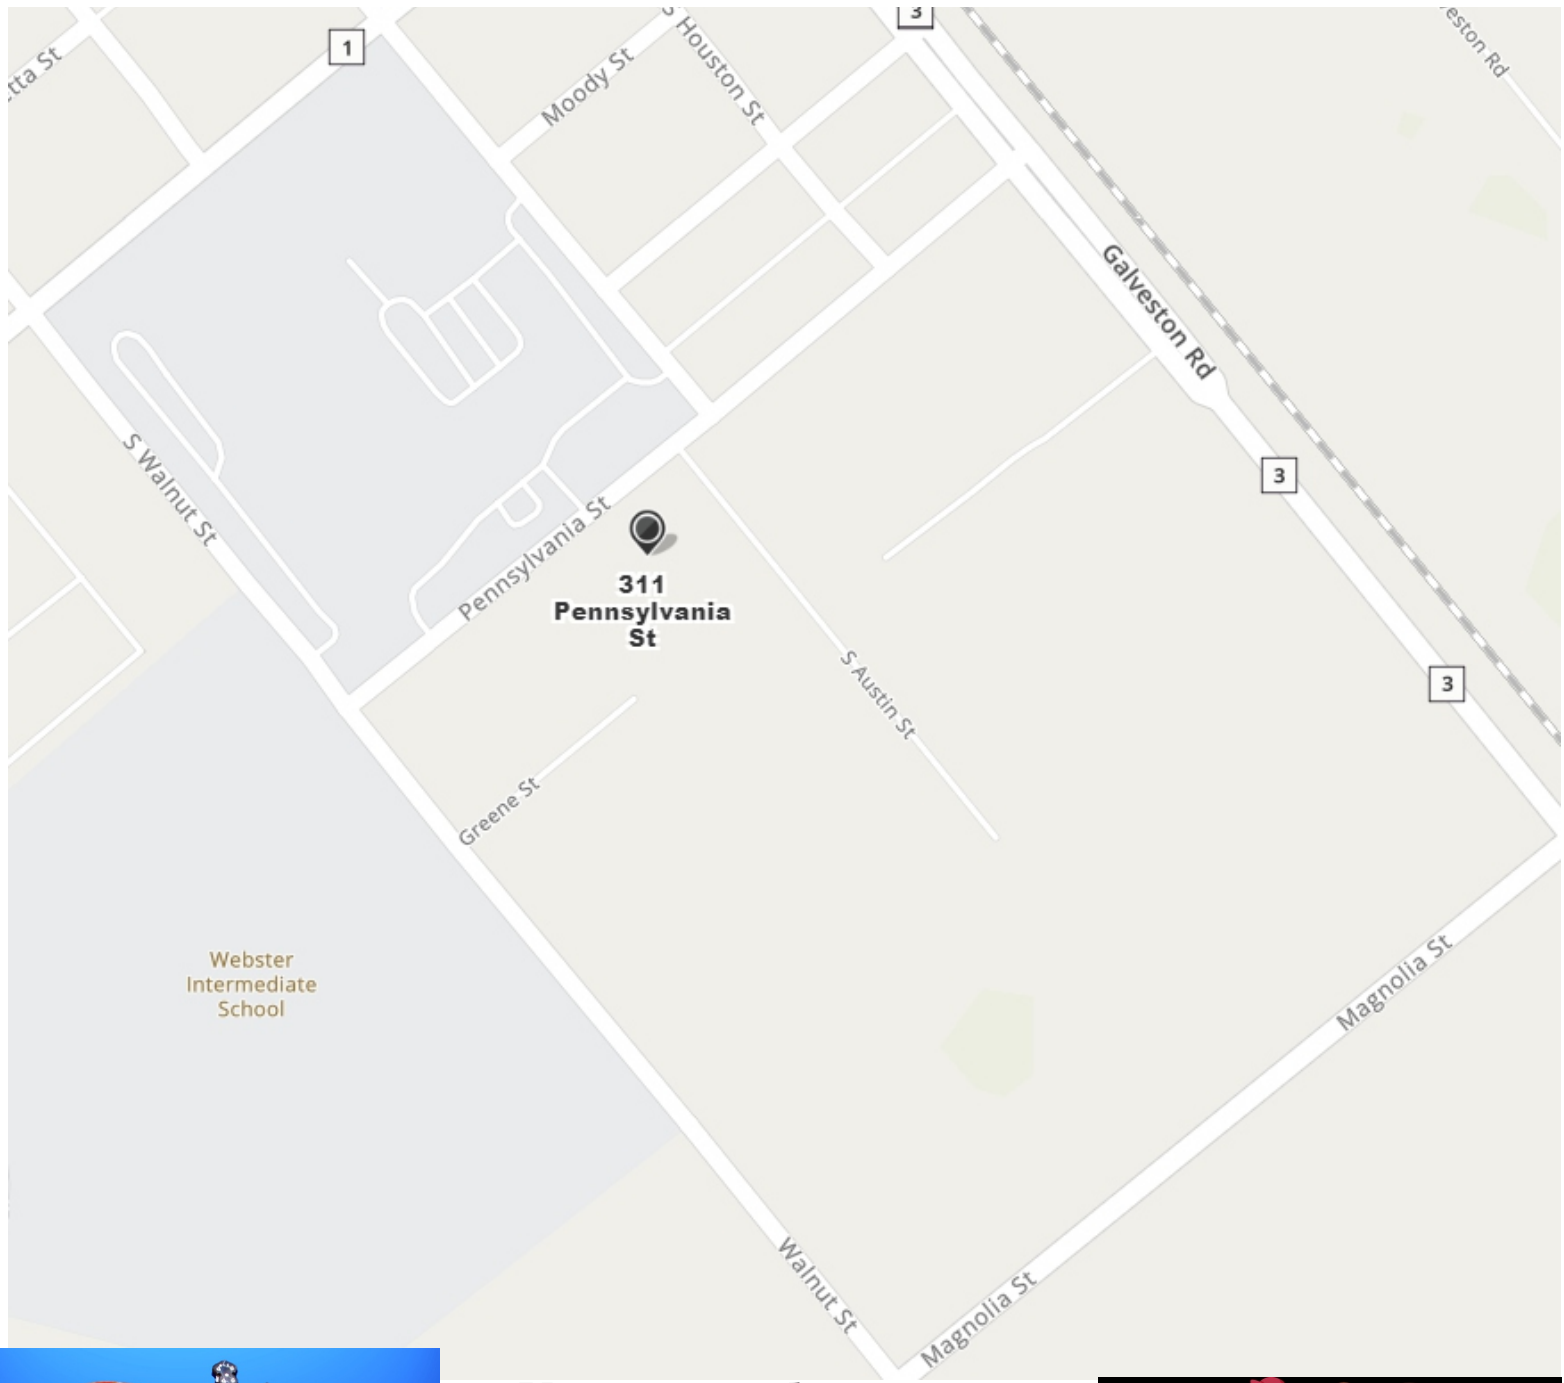 3
1
S Houston St
Moody St
Galveston Rd
3
S Walnut St
Pennsylvania St
311
Pennsylvania
St
S Austin St
3
Greene St
Webster
Intermediate
School
Magnolia St
Walnut St
Magnolia St